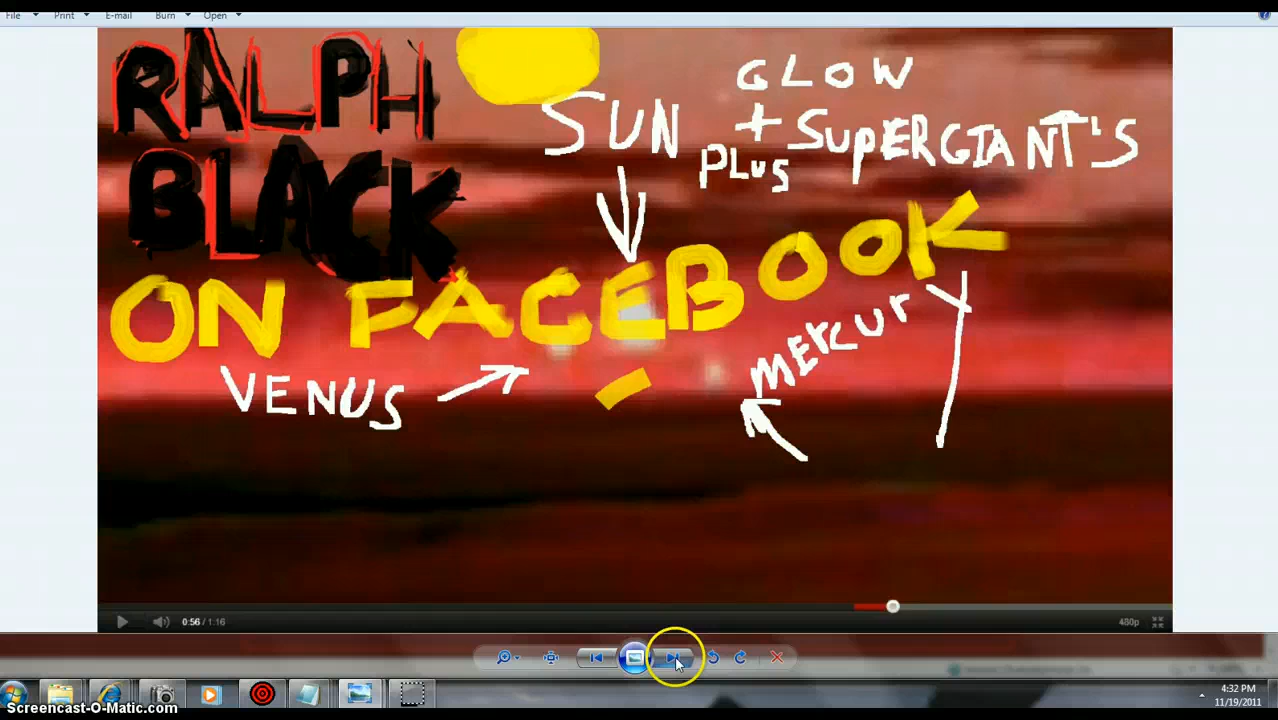 File Print E-mail Burn Open
RALPH
BLACK
GLOW
SUN + SUPERGIANT'S
PLUS
ON FACEBOOK
VENUS
MERCURY
0:56 / 1:16
480p
4:32 PM
11/19/2011
Screencast-O-Matic.com